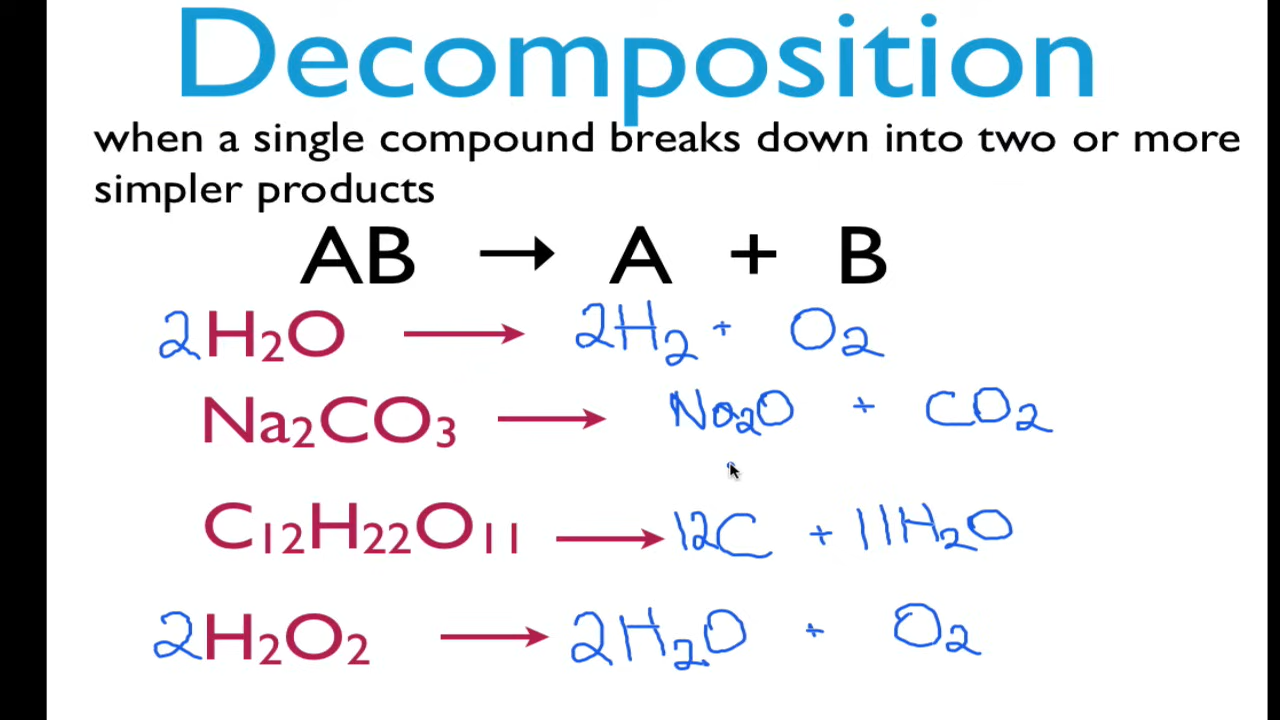 Decomposition
when a single compound breaks down into two or more
simpler products
AB → A + B
2H₂O → 2H₂ + O₂
Na₂CO₃ → Na₂O + CO₂
C₁₂H₂₂O₁₁ → 12C + 11H₂O
2H₂O₂ → 2H₂O + O₂